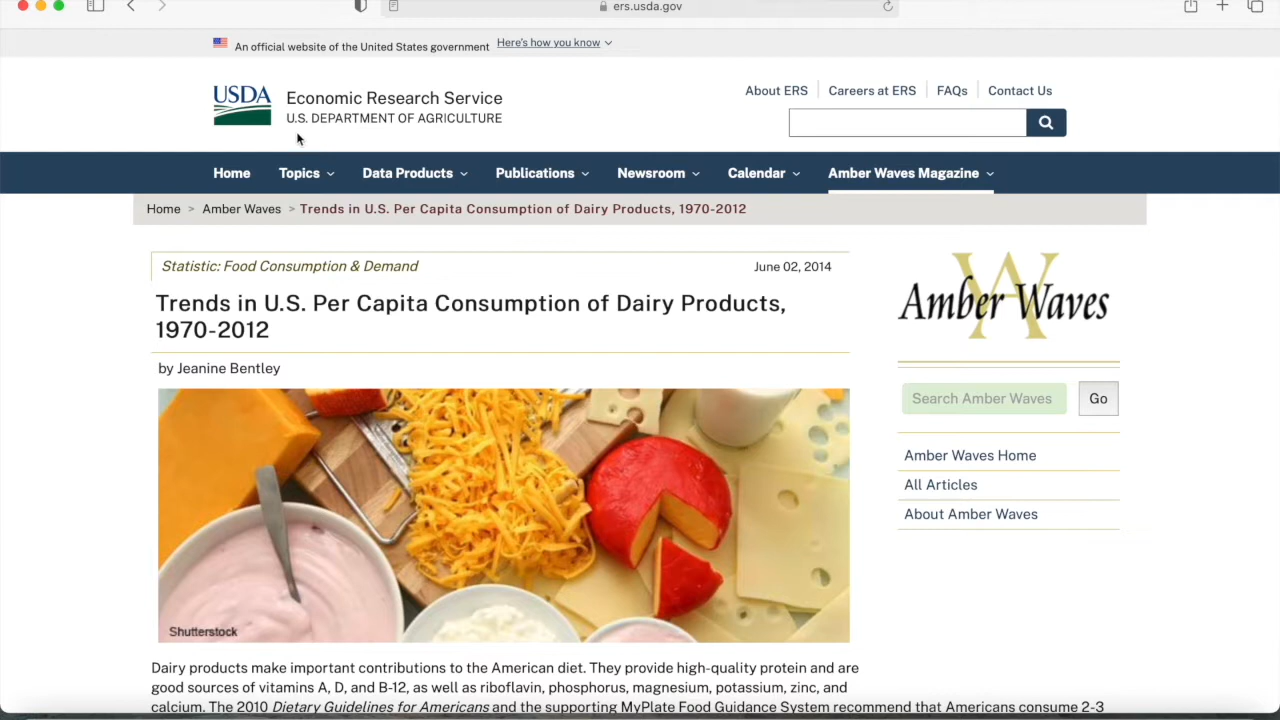 ers.usda.gov
An official website of the United States government Here's how you know
USDA
Economic Research Service
U.S. DEPARTMENT OF AGRICULTURE
About ERS Careers at ERS FAQs Contact Us
Home Topics Data Products Publications Newsroom Calendar Amber Waves Magazine
Home > Amber Waves > Trends in U.S. Per Capita Consumption of Dairy Products, 1970-2012
Statistic: Food Consumption & Demand June 02, 2014
Trends in U.S. Per Capita Consumption of Dairy Products,
1970-2012
by Jeanine Bentley
Shutterstock
Dairy products make important contributions to the American diet. They provide high-quality protein and are
good sources of vitamins A, D, and B-12, as well as riboflavin, phosphorus, magnesium, potassium, zinc, and
calcium. The 2010 Dietary Guidelines for Americans and the supporting MyPlate Food Guidance System recommend that Americans consume 2-3
Amber Waves
Search Amber Waves Go
Amber Waves Home
All Articles
About Amber Waves